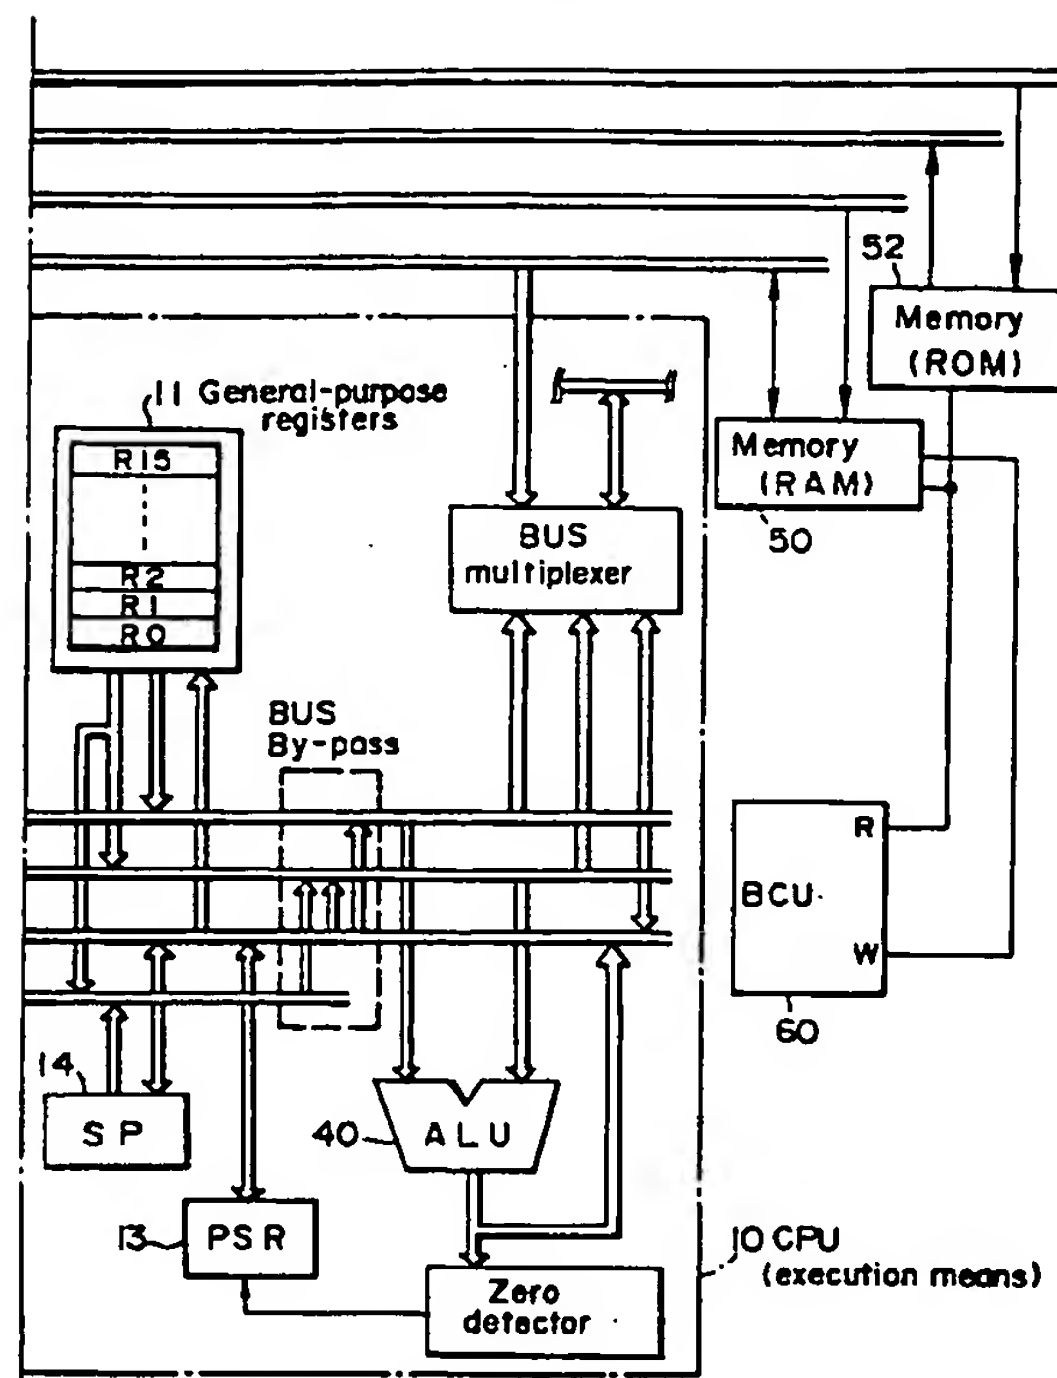 52
Memory
(ROM)
11 General-purpose
registers
R15
R2
R1
R0
Memory
(RAM)
50
BUS
multiplexer
BUS
By-pass
R
BCU
W
60
14
SP
40
ALU
13
PSR
10 CPU
(execution means)
Zero
detector